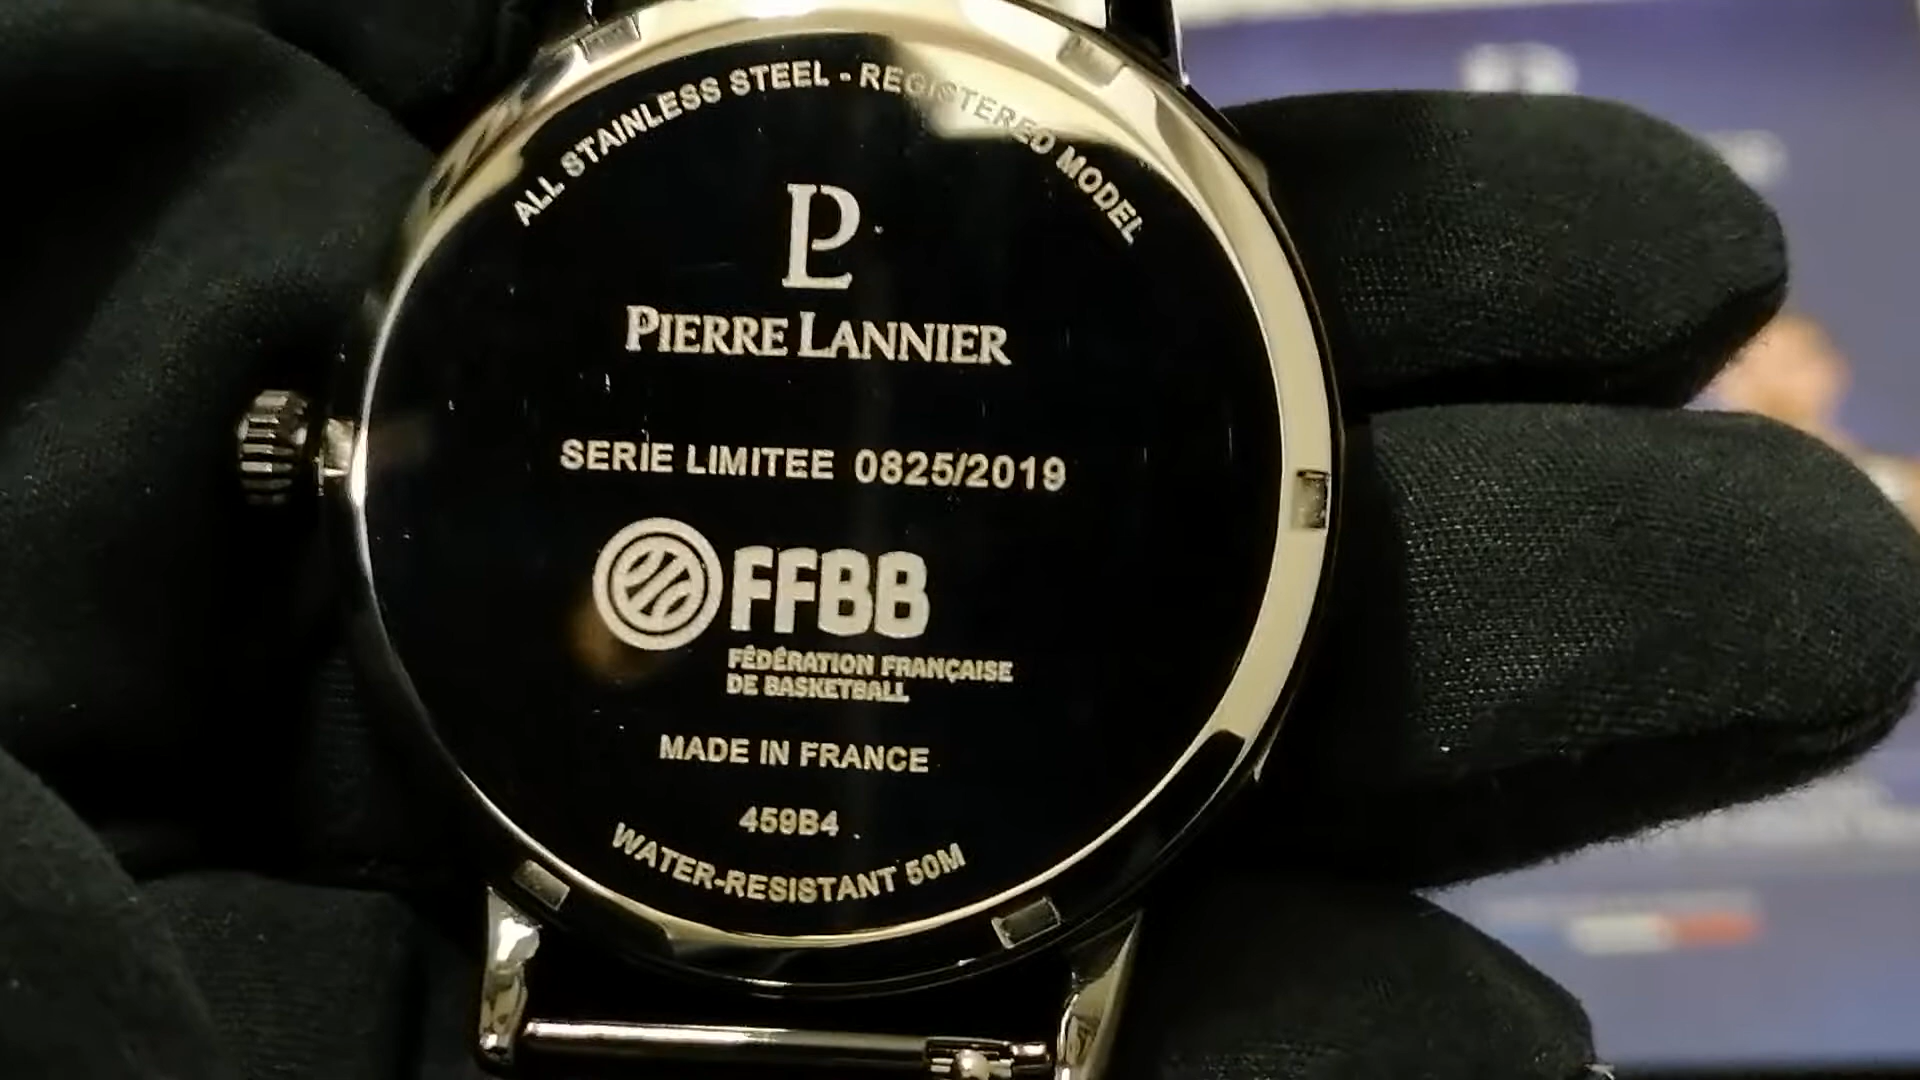 ALL STAINLESS STEEL - REGISTERED MODEL
PL
PIERRE LANNIER
SERIE LIMITEE 0825/2019
FFBB
FÉDÉRATION FRANÇAISE
DE BASKETBALL
MADE IN FRANCE
459B4
WATER-RESISTANT 50M